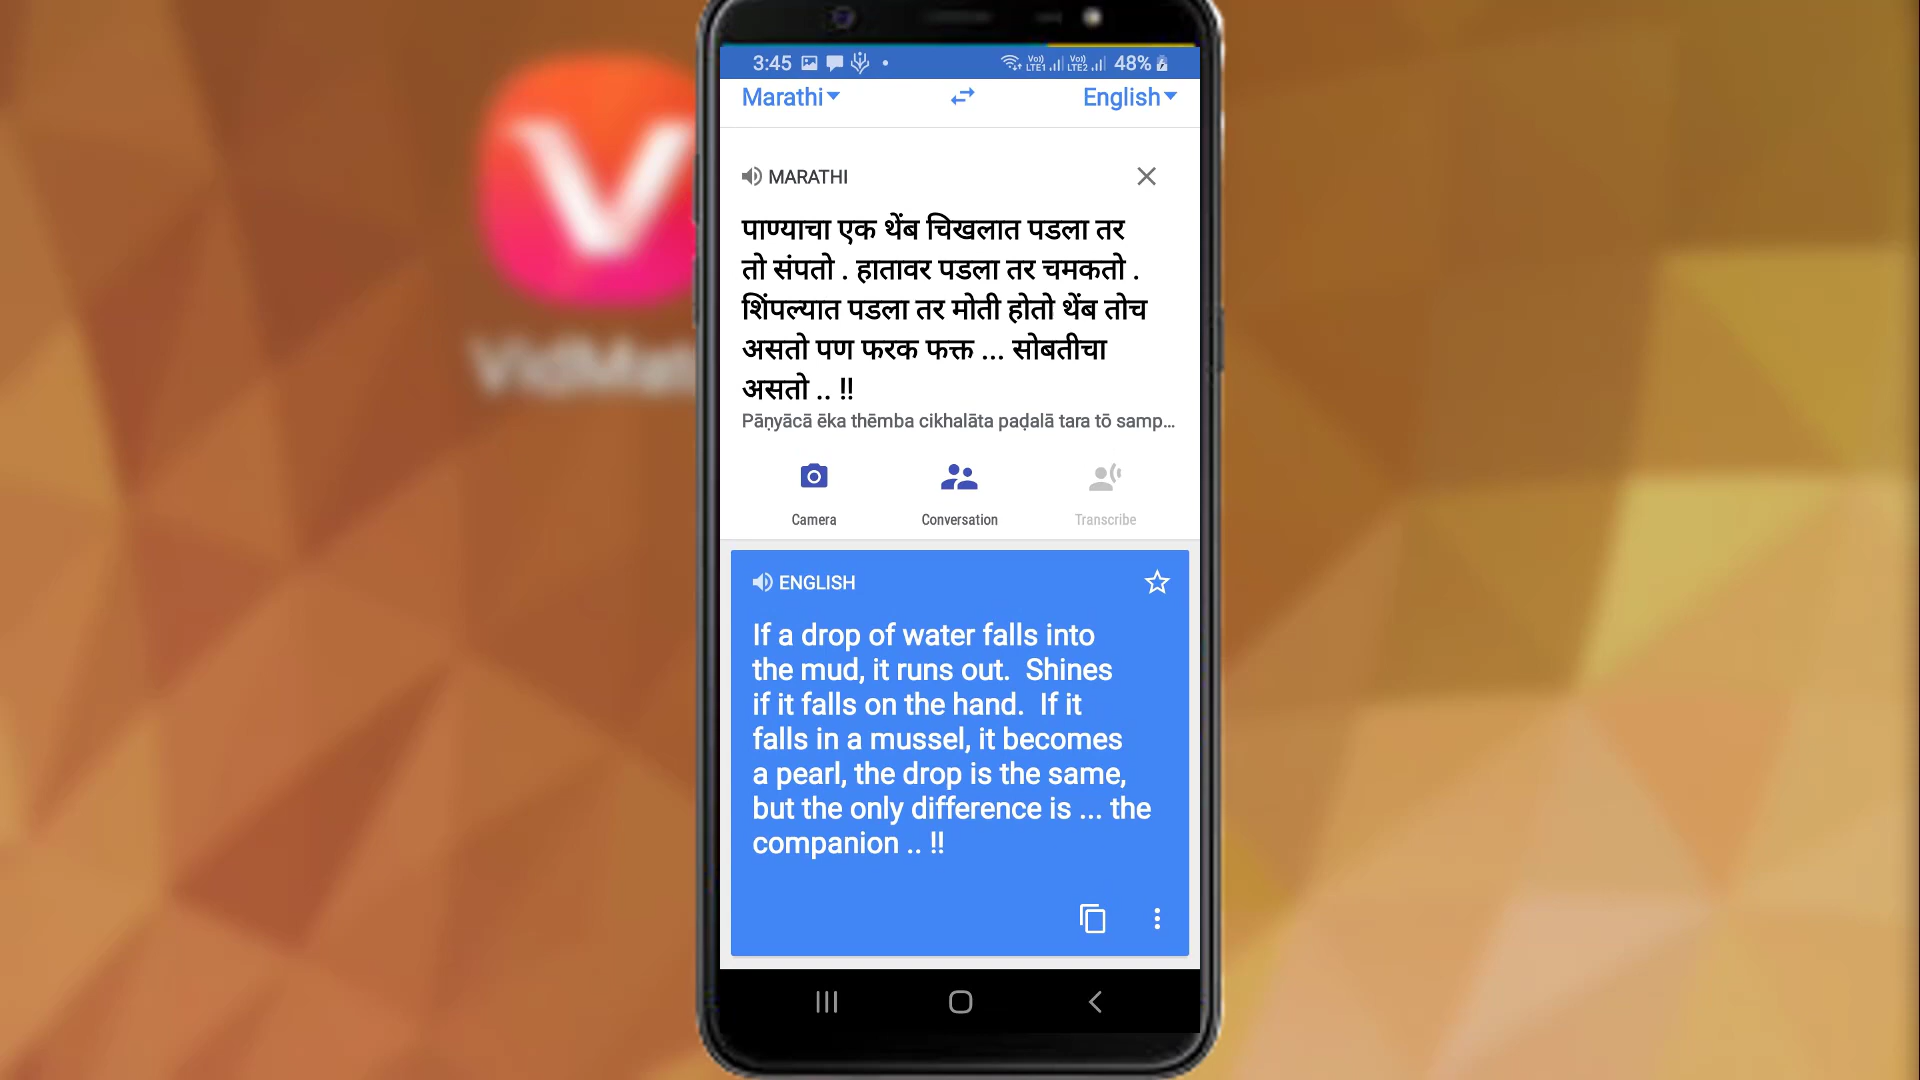 3:45 48%
Marathi English
MARATHI
पाण्याचा एक थेंब चिखलात पडला तर
तो संपतो . हातावर पडला तर चमकतो .
शिंपल्यात पडला तर मोती होतो थेंब तोच
असतो पण फरक फक्त ... सोबतीचा
असतो .. !!
Pāṇyācā ēka thēmba cikhalāta paḍalā tara tō samp...
Camera Conversation Transcribe
ENGLISH
If a drop of water falls into
the mud, it runs out. Shines
if it falls on the hand. If it
falls in a mussel, it becomes
a pearl, the drop is the same,
but the only difference is ... the
companion .. !!